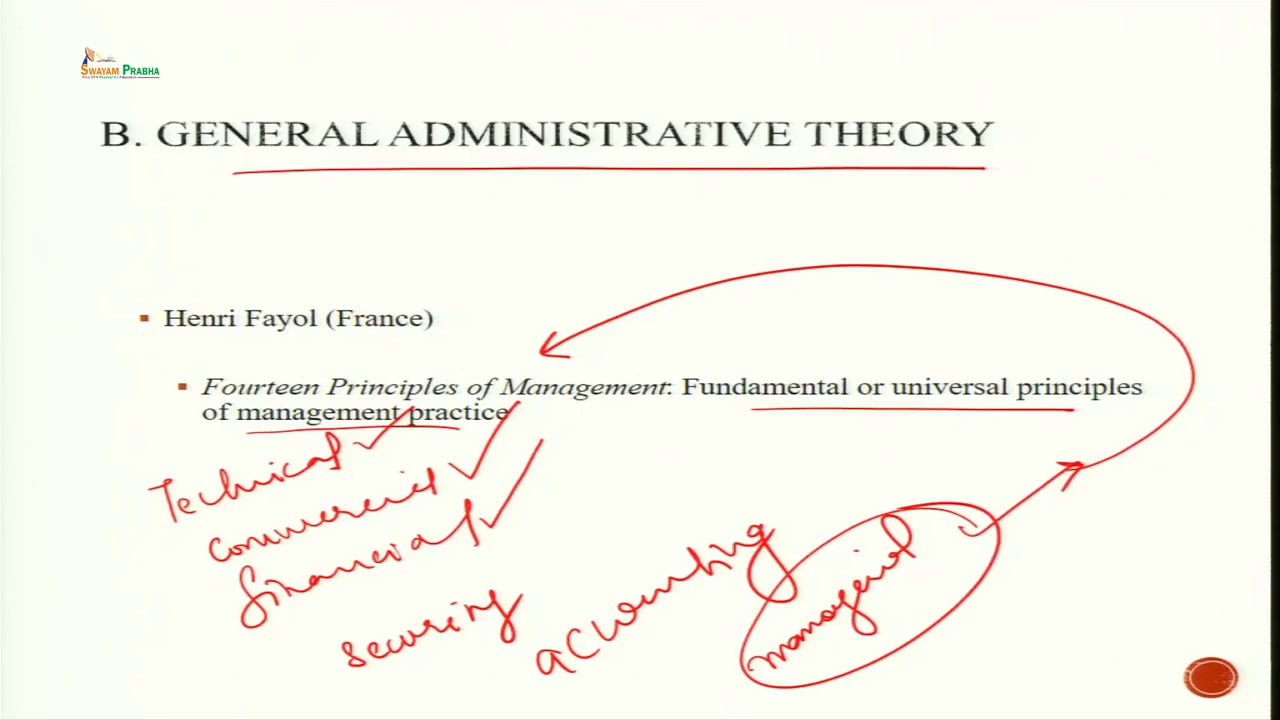 SWAYAM PRABHA
B. GENERAL ADMINISTRATIVE THEORY
Henri Fayol (France)
Fourteen Principles of Management: Fundamental or universal principles
of management practice
Technical
commercial
financial
securing
accounting
managerial